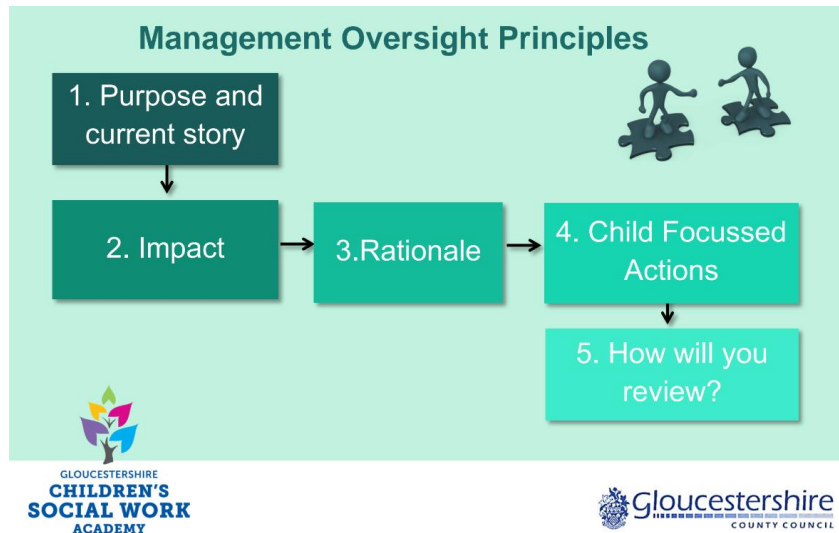 Management Oversight Principles
1. Purpose and
current story
2. Impact
3.Rationale
4. Child Focussed
Actions
5. How will you
review?
GLOUCESTERSHIRE
CHILDREN'S
SOCIAL WORK
ACADEMY
Gloucestershire
COUNTY COUNCIL